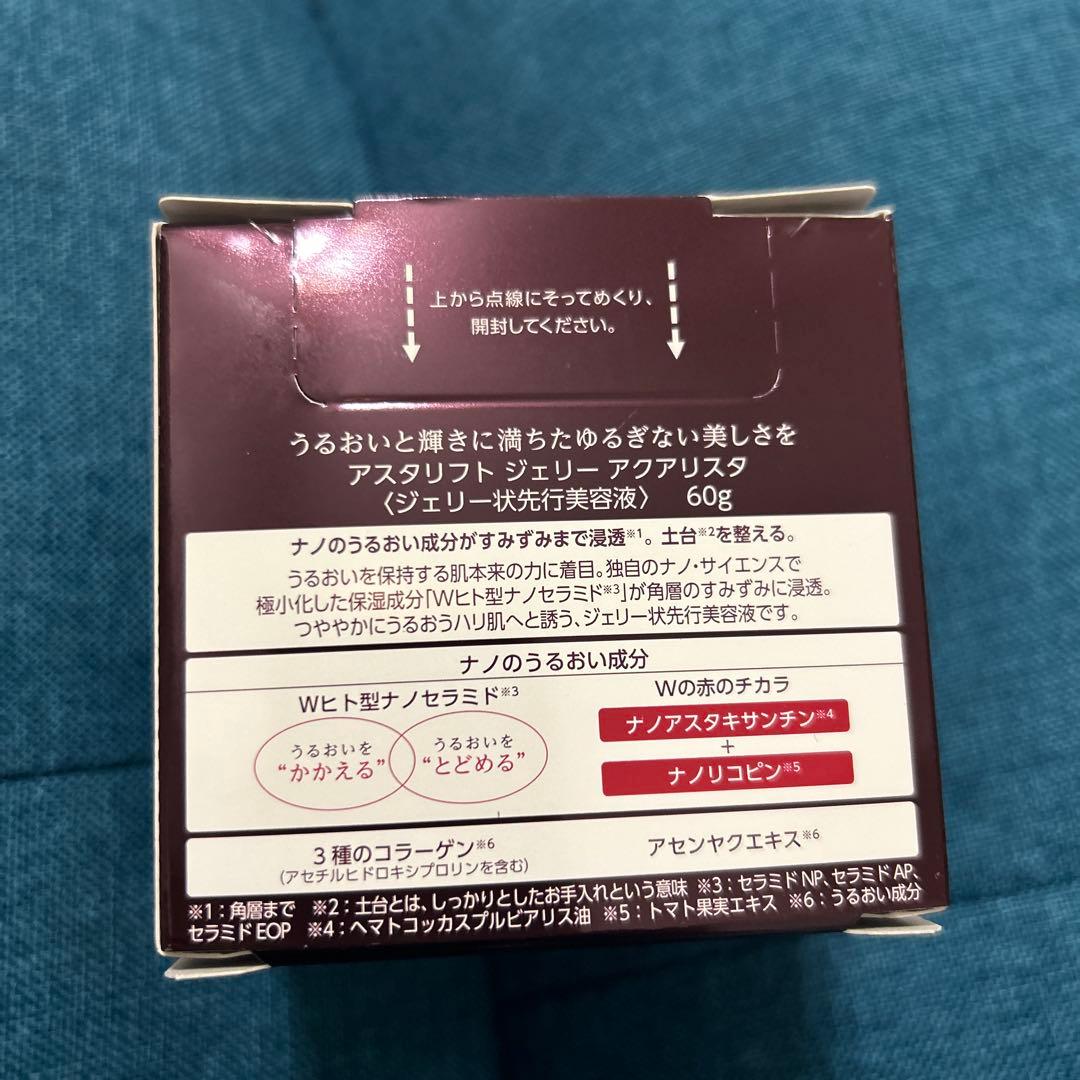 上から点線にそってめくり、
開封してください。
うるおいと輝きに満ちたゆるぎない美しさを
アスタリフト ジェリー アクアリスタ
〈ジェリー状先行美容液〉 60g
ナノのうるおい成分がすみずみまで浸透※1。土台※2を整える。
うるおいを保持する肌本来の力に着目。独自のナノ・サイエンスで
極小化した保湿成分「Wヒト型ナノセラミド※3」が角層のすみずみに浸透。
つややかにうるおうハリ肌へと誘う、ジェリー状先行美容液です。
ナノのうるおい成分
Wヒト型ナノセラミド※3
うるおいを
“かかえる”
うるおいを
“とどめる”
Wの赤のチカラ
ナノアスタキサンチン※4
+
ナノリコピン※5
3種のコラーゲン※6
(アセチルヒドロキシプロリンを含む)
アセンヤクエキス※6
※1:角層まで ※2:土台とは、しっかりとしたお手入れという意味 ※3:セラミドNP、セラミドAP、
セラミドEOP ※4:ヘマトコッカスプルビアリス油 ※5:トマト果実エキス ※6:うるおい成分